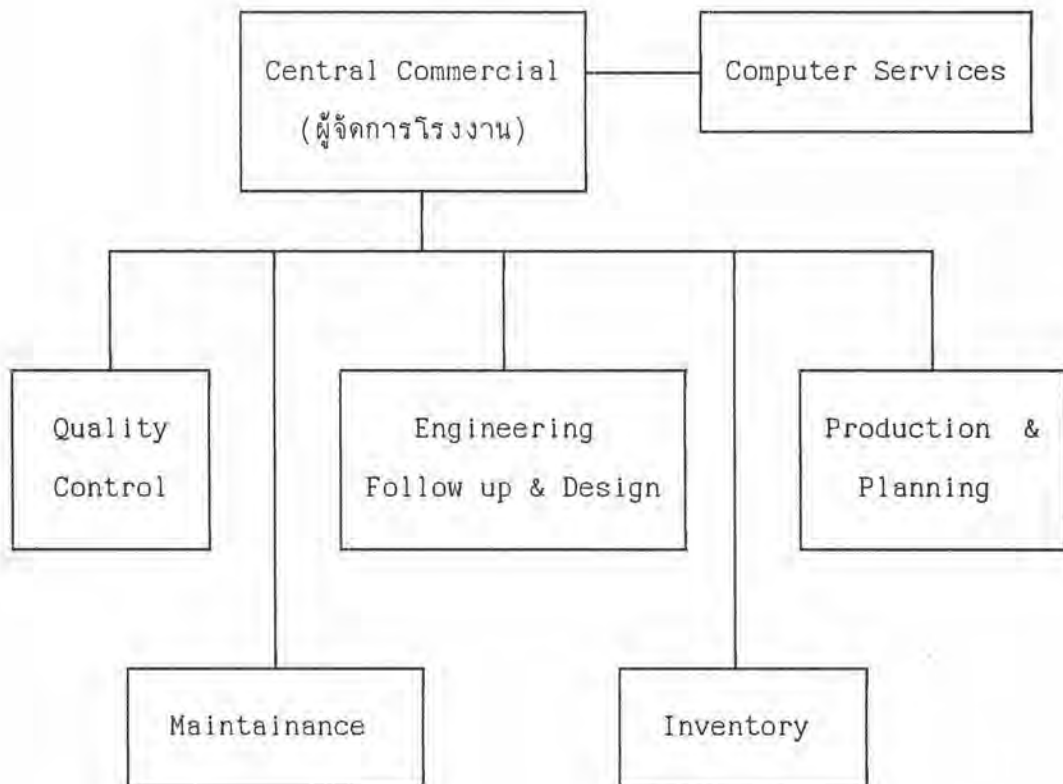 Central Commercial
(ผู้จัดการโรงงาน)
Computer Services
Quality
Control
Engineering
Follow up & Design
Production &
Planning
Maintainance
Inventory